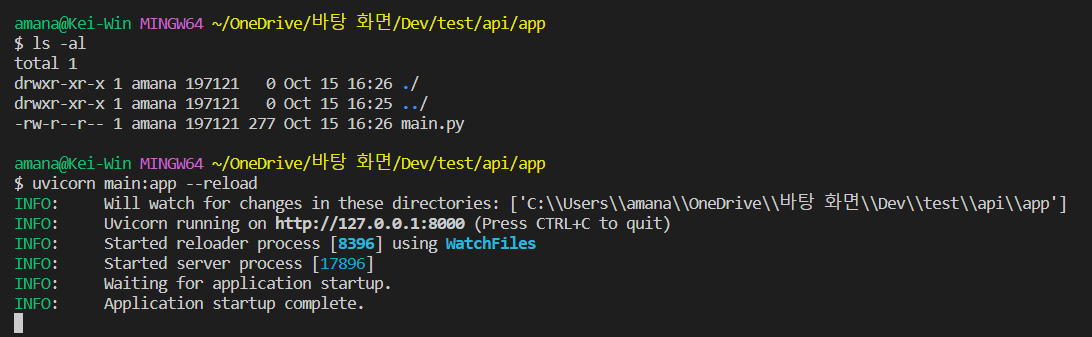 amana@Kei-Win MINGW64 ~/OneDrive/바탕 화면/Dev/test/api/app
$ ls -al
total 1
drwxr-xr-x 1 amana 197121   0 Oct 15 16:26 ./
drwxr-xr-x 1 amana 197121   0 Oct 15 16:25 ../
-rw-r--r-- 1 amana 197121 277 Oct 15 16:26 main.py
amana@Kei-Win MINGW64 ~/OneDrive/바탕 화면/Dev/test/api/app
$ uvicorn main:app --reload
INFO:     Will watch for changes in these directories: ['C:\\Users\\amana\\OneDrive\\바탕 화면\\Dev\\test\\api\\app']
INFO:     Uvicorn running on http://127.0.0.1:8000 (Press CTRL+C to quit)
INFO:     Started reloader process [8396] using WatchFiles
INFO:     Started server process [17896]
INFO:     Waiting for application startup.
INFO:     Application startup complete.